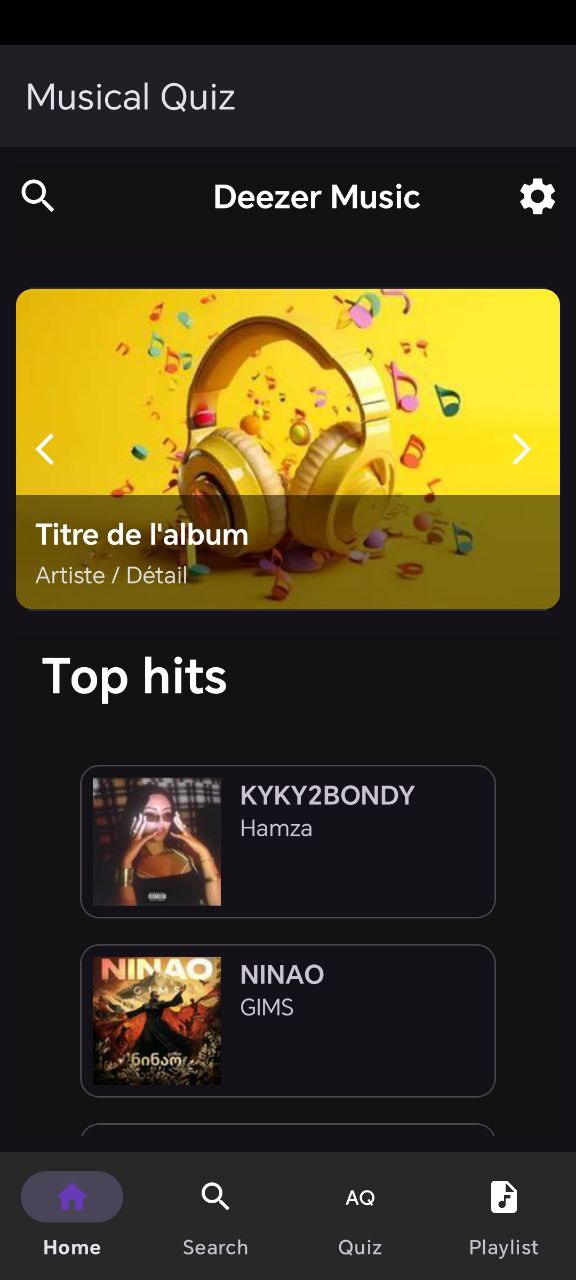 Musical Quiz
Deezer Music
Titre de l'album
Artiste / Détail
Top hits
KYKY2BONDY
Hamza
NINAO
GIMS
ნინაო
NINAO
GIMS
AQ
Home
Search
Quiz
Playlist